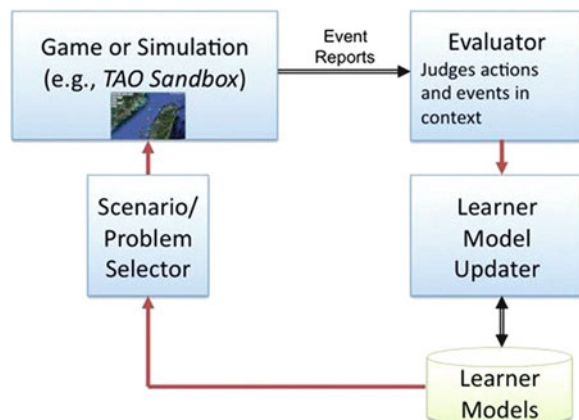 Game or Simulation
(e.g., TAO Sandbox)
Event
Reports
Evaluator
Judges actions
and events in
context
Scenario/
Problem
Selector
Learner
Model
Updater
Learner
Models